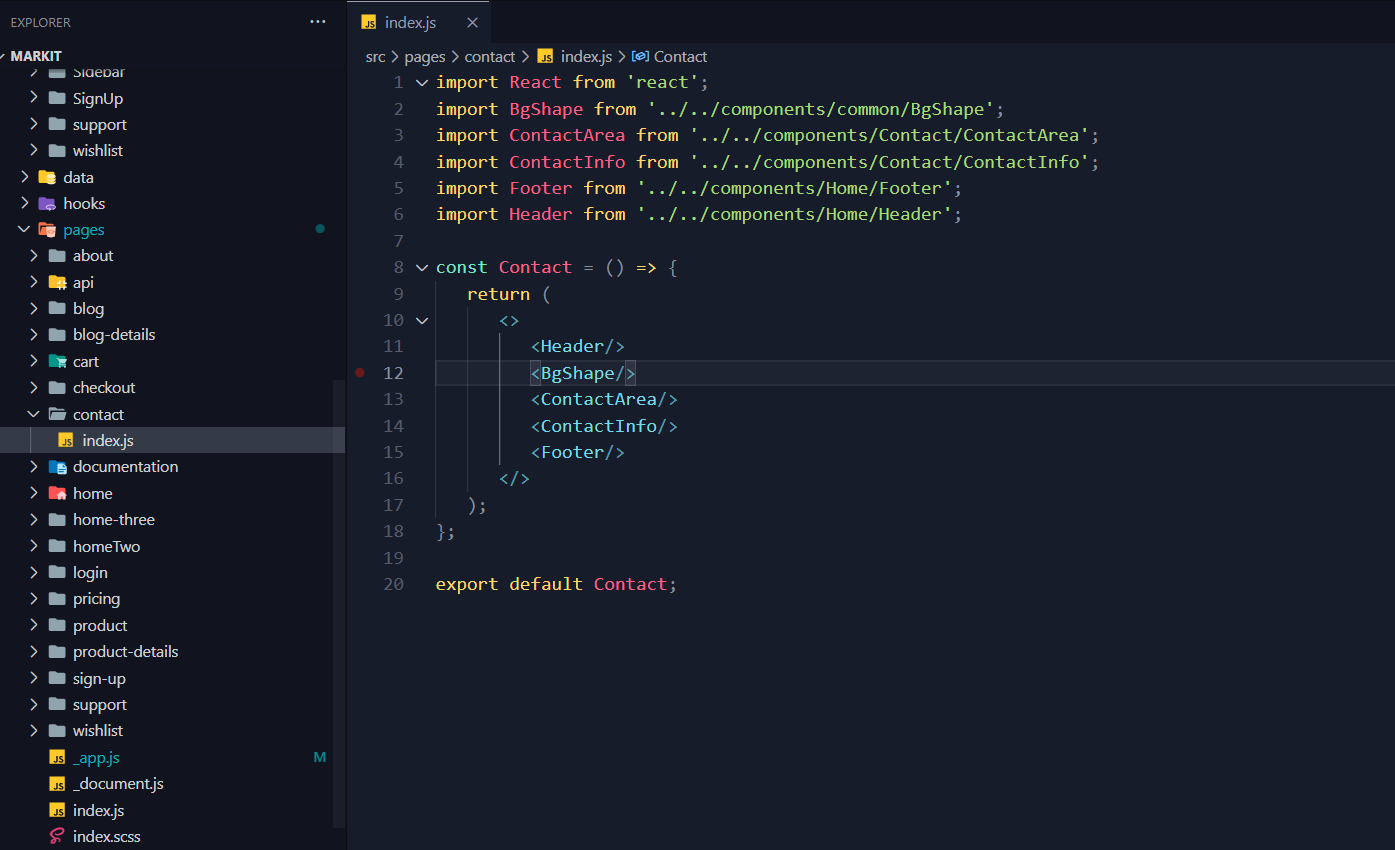 EXPLORER
MARKIT
Sidebar
SignUp
support
wishlist
data
hooks
pages
about
api
blog
blog-details
cart
checkout
contact
JS index.js
documentation
home
home-three
homeTwo
login
pricing
product
product-details
sign-up
support
wishlist
JS _app.js M
JS _document.js
JS index.js
index.scss
JS index.js
src > pages > contact > JS index.js > Contact
1 import React from 'react';
2 import BgShape from '../../components/common/BgShape';
3 import ContactArea from '../../components/Contact/ContactArea';
4 import ContactInfo from '../../components/Contact/ContactInfo';
5 import Footer from '../../components/Home/Footer';
6 import Header from '../../components/Home/Header';
7
8 const Contact = () => {
9 return (
10 <>
11 <Header/>
12 <BgShape/>
13 <ContactArea/>
14 <ContactInfo/>
15 <Footer/>
16 </>
17 );
18 };
19
20 export default Contact;